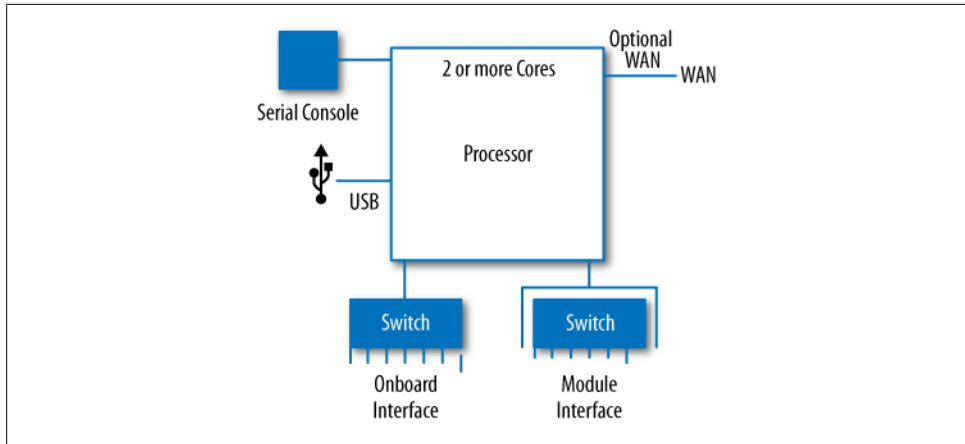 Optional
WAN
WAN
2 or more Cores
Processor
Serial Console
USB
Switch
Switch
Onboard
Interface
Module
Interface